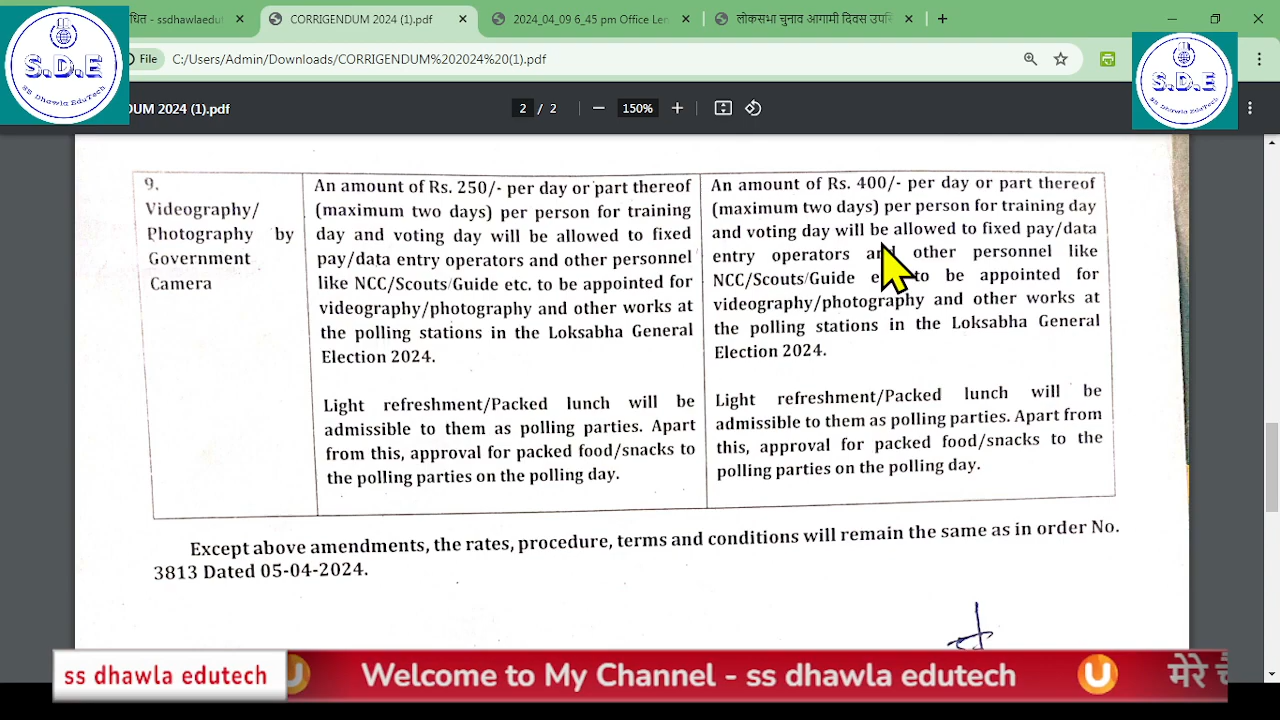 धित - ssdhawlaedut
CORRIGENDUM 2024 (1).pdf
2024_04_09 6_45 pm Office Len
लोकसभा चुनाव आगामी दिवस उपस्
S.D.E
SS Dhawla EduTech
File
C:/Users/Admin/Downloads/CORRIGENDUM%202024%20(1).pdf
S.D.E
SS Dhawla EduTech
DUM 2024 (1).pdf
2 / 2
150%
9.
Videography/
Photography by
Government
Camera
An amount of Rs. 250/- per day or part thereof
(maximum two days) per person for training
day and voting day will be allowed to fixed
pay/data entry operators and other personnel
like NCC/Scouts/Guide etc. to be appointed for
videography/photography and other works at
the polling stations in the Loksabha General
Election 2024.
Light refreshment/Packed lunch will be
admissible to them as polling parties. Apart
from this, approval for packed food/snacks to
the polling parties on the polling day.
An amount of Rs. 400/- per day or part thereof
(maximum two days) per person for training day
and voting day will be allowed to fixed pay/data
entry operators and other personnel like
NCC/Scouts/Guide e to be appointed for
videography/photography and other works at
the polling stations in the Loksabha General
Election 2024.
Light refreshment/Packed lunch will be
admissible to them as polling parties. Apart from
this, approval for packed food/snacks to the
polling parties on the polling day.
Except above amendments, the rates, procedure, terms and conditions will remain the same as in order No.
3813 Dated 05-04-2024.
ss dhawla edutech
Welcome to My Channel - ss dhawla edutech
मेरे चै